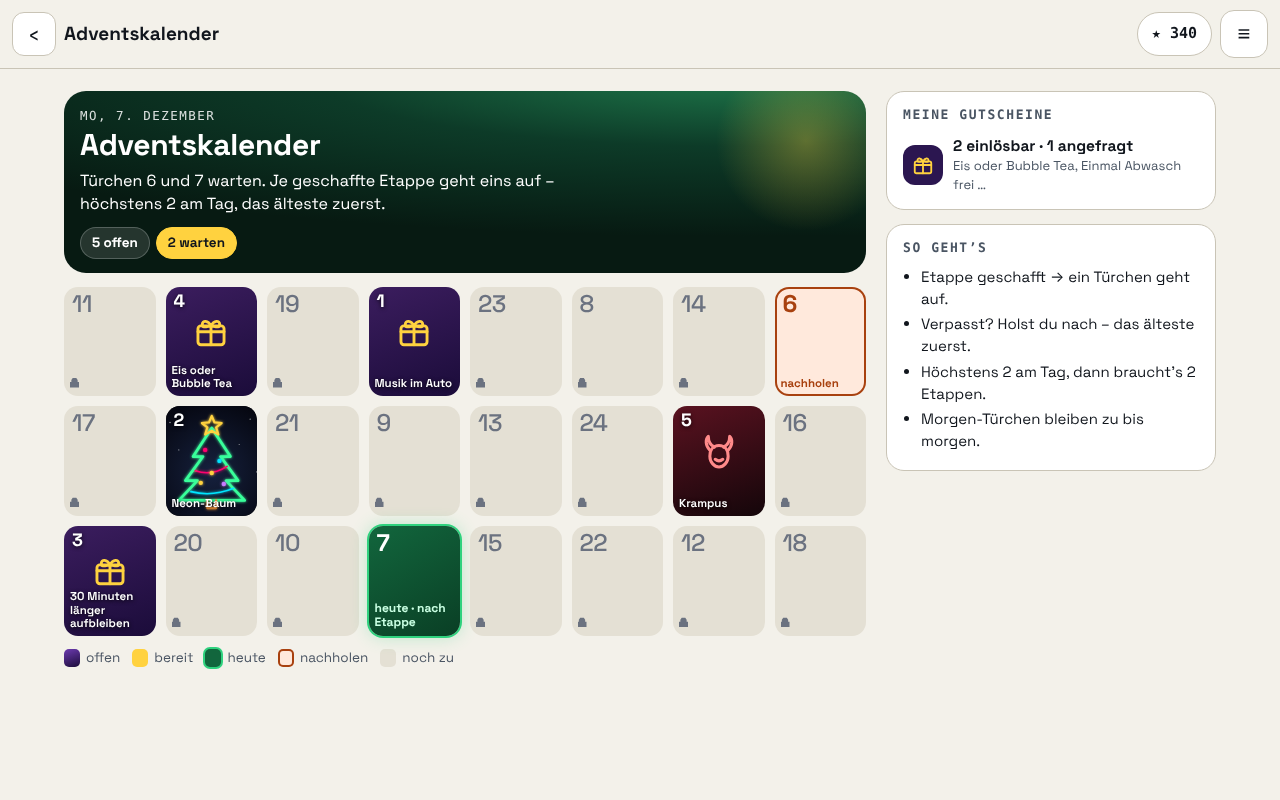 <
Adventskalender
★ 340
≡
MO, 7. DEZEMBER
Adventskalender
Türchen 6 und 7 warten. Je geschaffte Etappe geht eins auf –
höchstens 2 am Tag, das älteste zuerst.
5 offen
2 warten
11
4
Eis oder
Bubble Tea
19
1
Musik im Auto
23
8
14
6
nachholen
17
2
Neon-Baum
21
9
13
24
5
Krampus
16
3
30 Minuten
länger
aufbleiben
20
10
7
heute · nach
Etappe
15
22
12
18
offen
bereit
heute
nachholen
noch zu
MEINE GUTSCHEINE
2 einlösbar · 1 angefragt
Eis oder Bubble Tea, Einmal Abwasch
frei …
SO GEHT’S
• Etappe geschafft → ein Türchen geht
auf.
• Verpasst? Holst du nach – das älteste
zuerst.
• Höchstens 2 am Tag, dann braucht’s 2
Etappen.
• Morgen-Türchen bleiben zu bis
morgen.